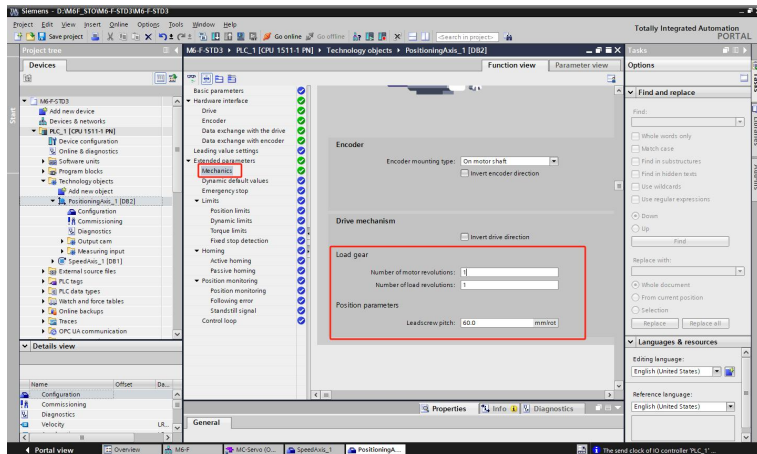 Siemens - D:\M6F_STO\M6-F-STD3\M6-F-STD3
Project Edit View Insert Online Options Tools Window Help
Totally Integrated Automation
PORTAL
Save project
Go online
Go offline
<Search in project>
Project tree
M6-F-STD3 ▸ PLC_1 [CPU 1511-1 PN] ▸ Technology objects ▸ PositioningAxis_1 [DB2]
Tasks
Devices
Function view
Parameter view
Options
M6-F-STD3
Add new device
Devices & networks
PLC_1 [CPU 1511-1 PN]
Device configuration
Online & diagnostics
Software units
Program blocks
Technology objects
Add new object
PositioningAxis_1 [DB2]
Configuration
Commissioning
Diagnostics
Output cam
Measuring input
SpeedAxis_1 [DB1]
External source files
PLC tags
PLC data types
Watch and force tables
Online backups
Traces
OPC UA communication
Details view
Name Offset Da...
Configuration
Commissioning
Diagnostics
Velocity LR...
Basic parameters
Hardware interface
Drive
Encoder
Data exchange with the drive
Data exchange with encoder
Leading value settings
Extended parameters
Mechanics
Dynamic default values
Emergency stop
Limits
Position limits
Dynamic limits
Torque limits
Fixed stop detection
Homing
Active homing
Passive homing
Position monitoring
Position monitoring
Following error
Standstill signal
Control loop
Encoder
Encoder mounting type: On motor shaft
Invert encoder direction
Drive mechanism
Invert drive direction
Load gear
Number of motor revolutions: 1
Number of load revolutions: 1
Position parameters
Leadscrew pitch: 60.0 mm/rot
Properties
Info
Diagnostics
General
Find and replace
Find:
Whole words only
Match case
Find in substructures
Find in hidden texts
Use wildcards
Use regular expressions
Down
Up
Find
Replace with:
Whole document
From current position
Selection
Replace
Replace all
Languages & resources
Editing language:
English (United States)
Reference language:
English (United States)
Start
Tasks
Libraries
Portal view
Overview
M6-F
MC-Servo (O...
SpeedAxis_1
PositioningA...
The send clock of IO controller 'PLC_1' ...